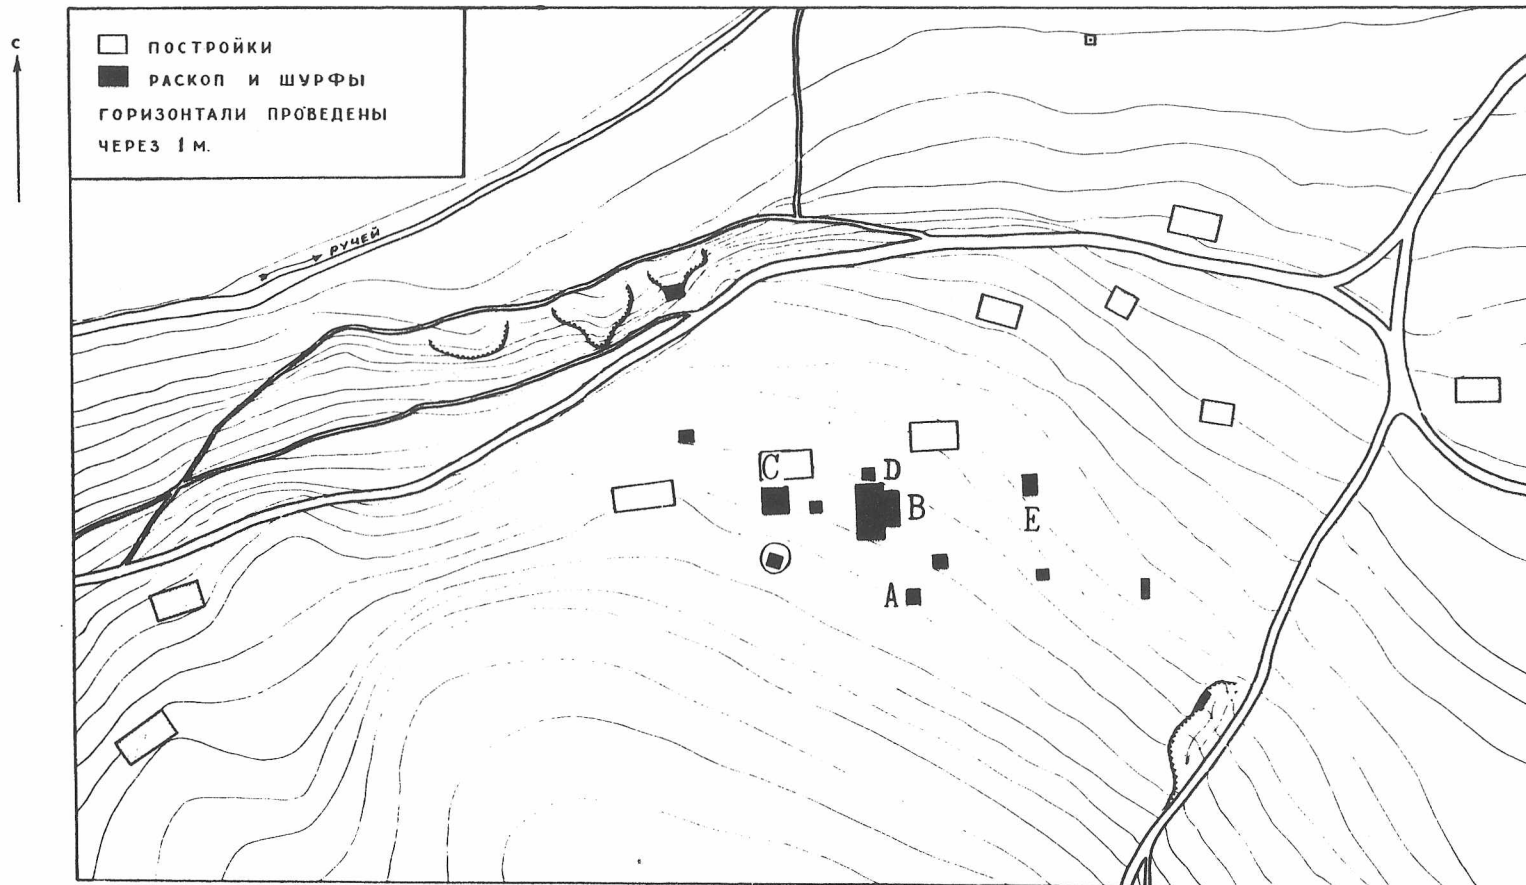 С
ПОСТРОЙКИ
РАСКОП И ШУРФЫ
ГОРИЗОНТАЛИ ПРОВЕДЕНЫ
ЧЕРЕЗ 1 М.
РУЧЕЙ
C
D
B
E
A